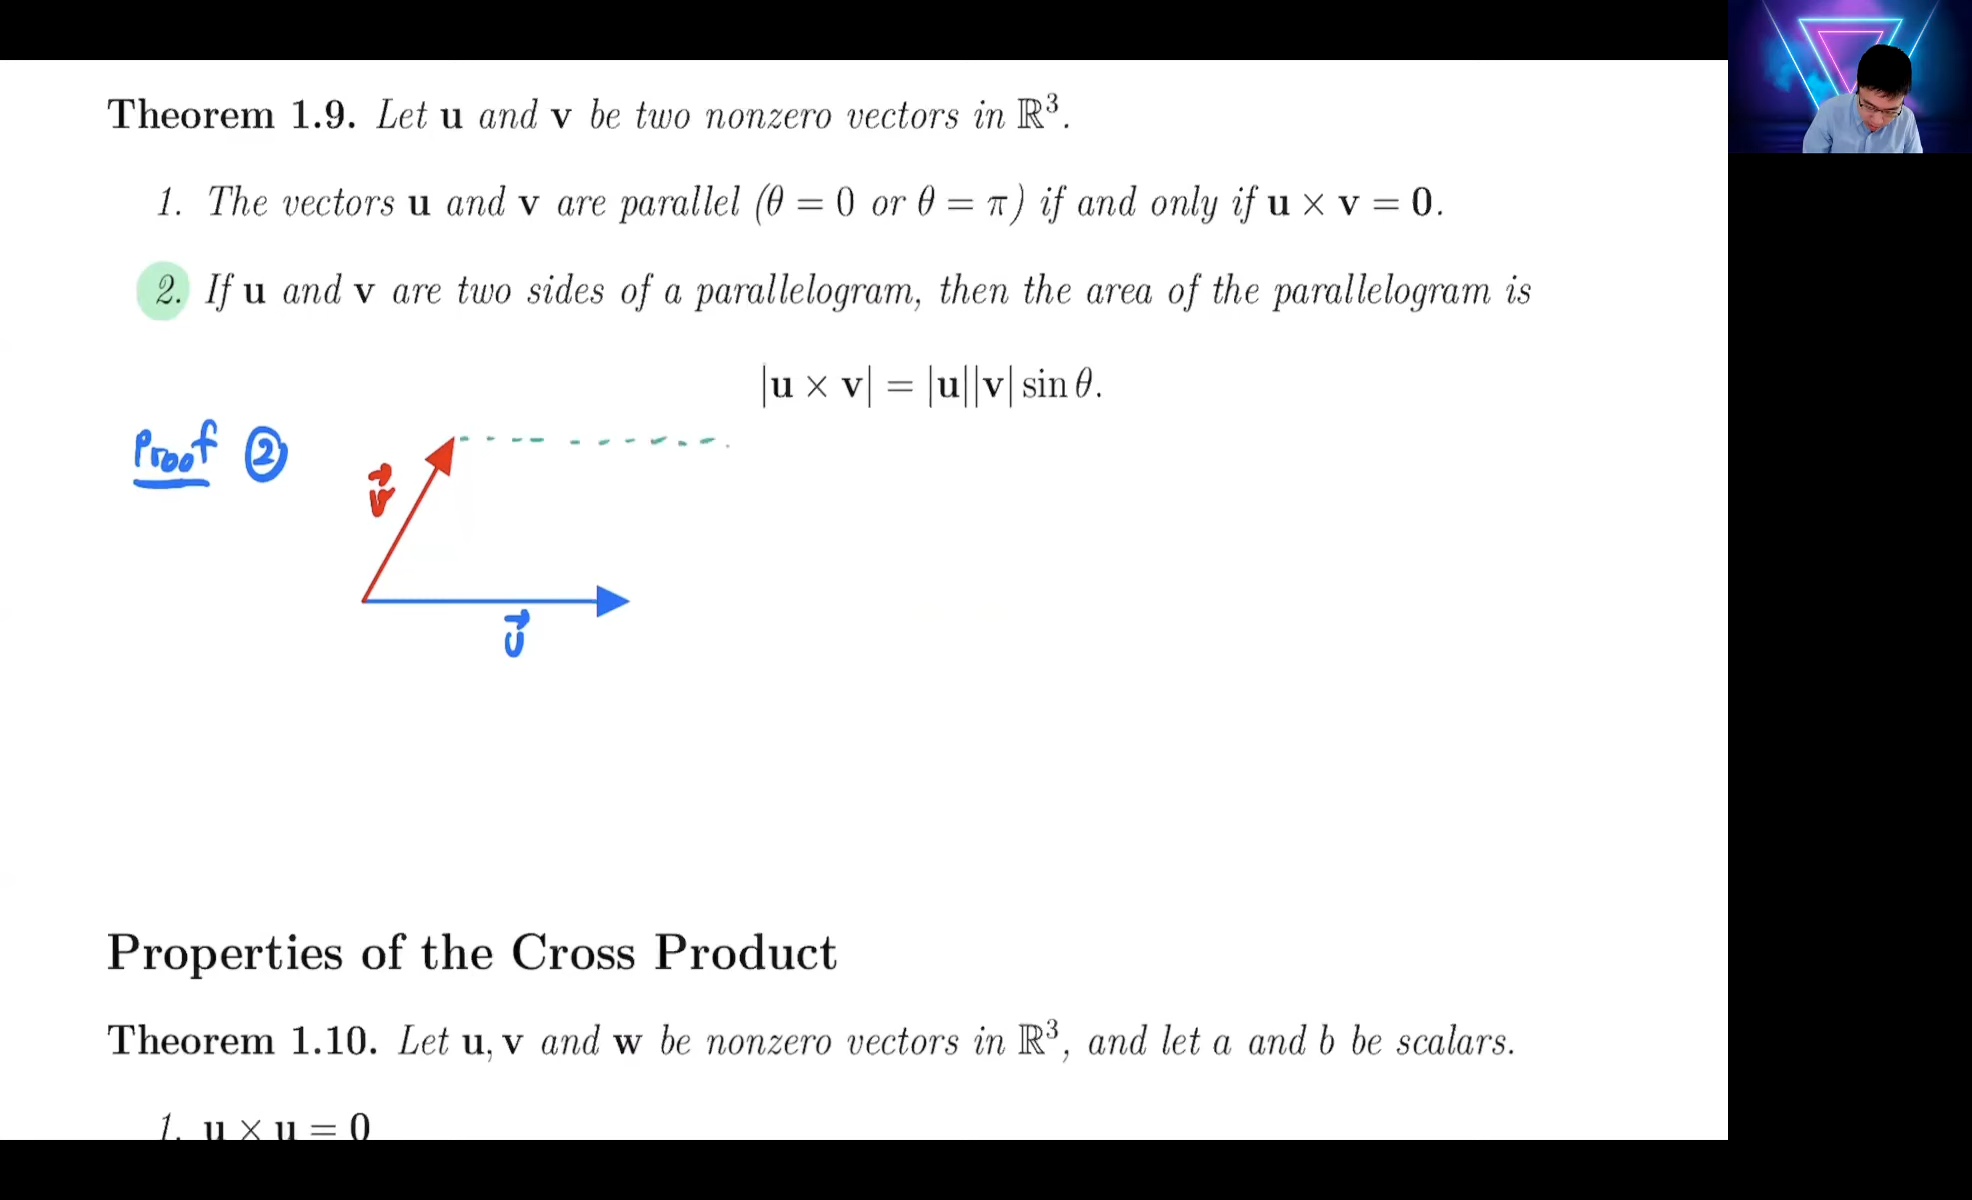 Theorem 1.9. Let u and v be two nonzero vectors in ℝ³.
1. The vectors u and v are parallel (θ = 0 or θ = π) if and only if u × v = 0.
2. If u and v are two sides of a parallelogram, then the area of the parallelogram is
|u × v| = |u||v| sin θ.
Proof ②
v⃗
u⃗
Properties of the Cross Product
Theorem 1.10. Let u, v and w be nonzero vectors in ℝ³, and let a and b be scalars.
1. u × u = 0